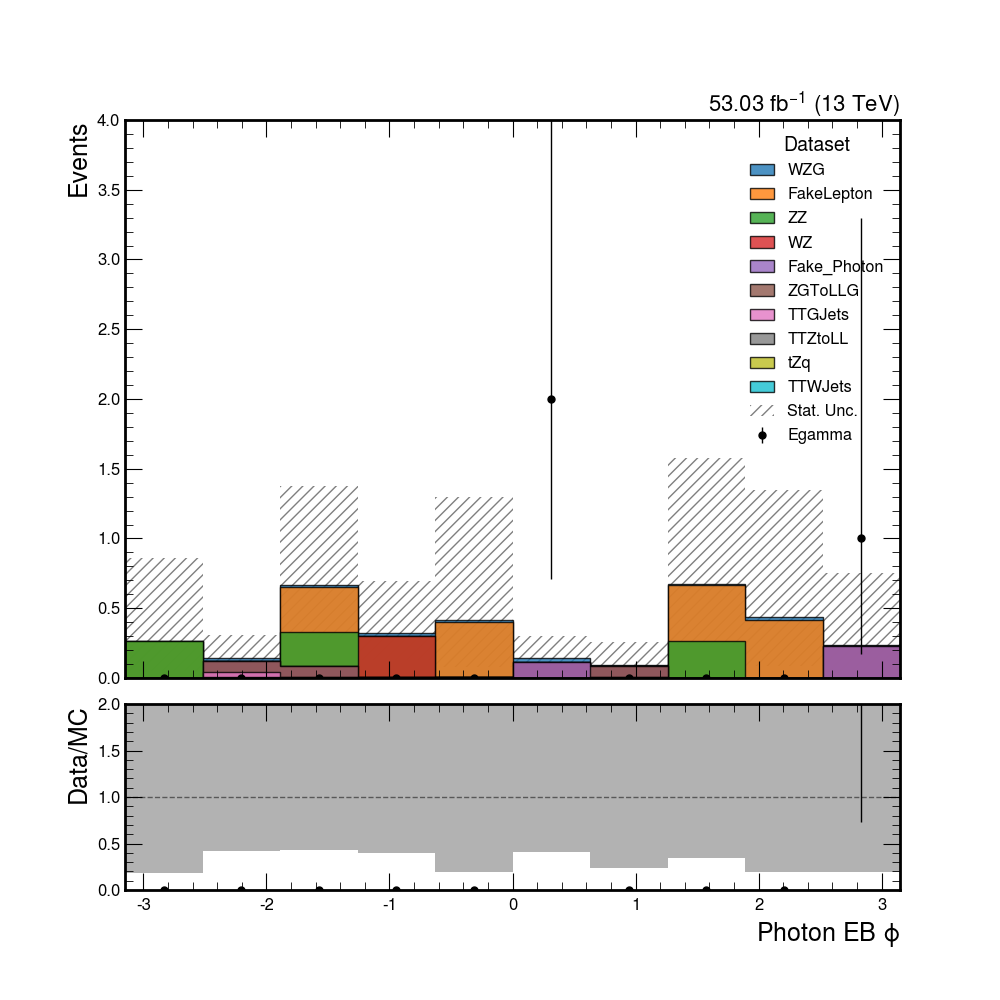 53.03 fb⁻¹ (13 TeV)
Events
4.0
3.5
3.0
2.5
2.0
1.5
1.0
0.5
0.0
Dataset
WZG
FakeLepton
ZZ
WZ
Fake_Photon
ZGToLLG
TTGJets
TTZtoLL
tZq
TTWJets
Stat. Unc.
Egamma
Data/MC
2.0
1.5
1.0
0.5
0.0
-3 -2 -1 0 1 2 3
Photon EB ϕ